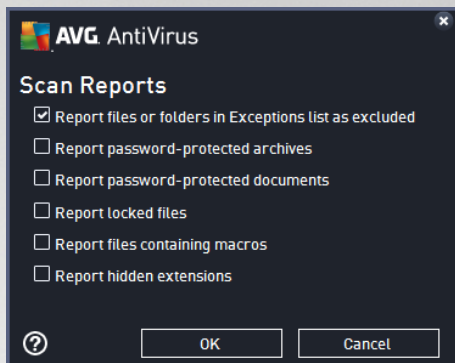 AVG. AntiVirus
Scan Reports
Report files or folders in Exceptions list as excluded
Report password-protected archives
Report password-protected documents
Report locked files
Report files containing macros
Report hidden extensions
? OK Cancel